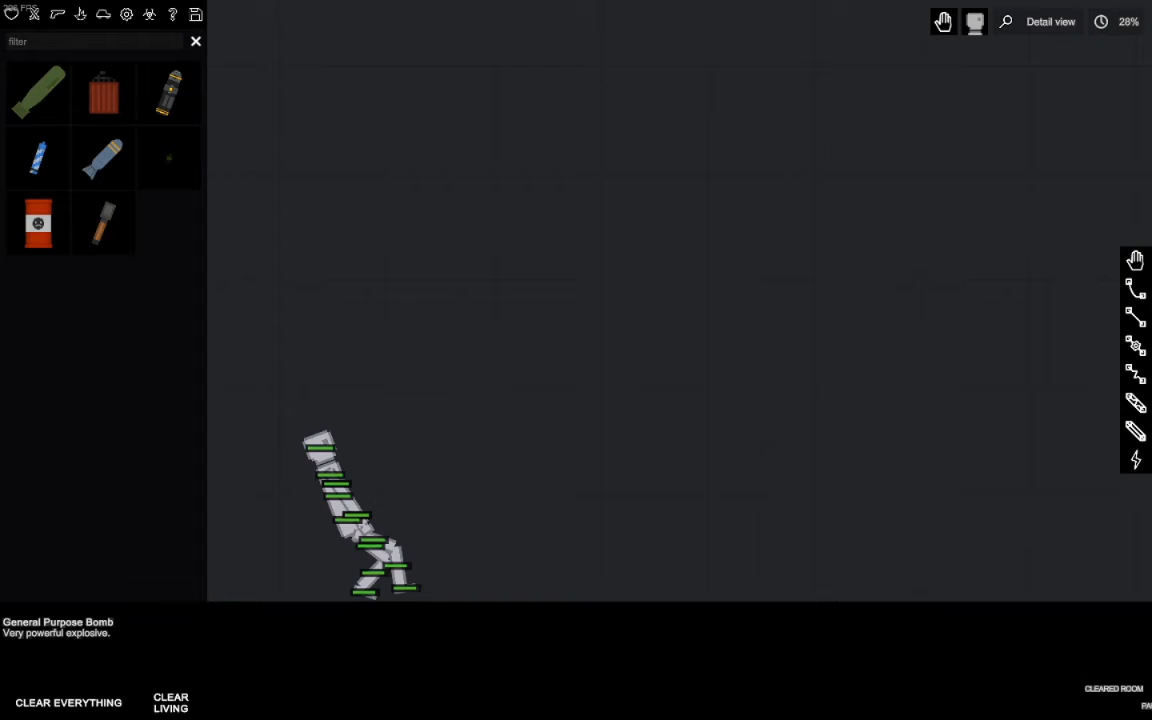 filter
Detail view
28%
General Purpose Bomb
Very powerful explosive.
CLEAR EVERYTHING
CLEAR
LIVING
CLEARED ROOM